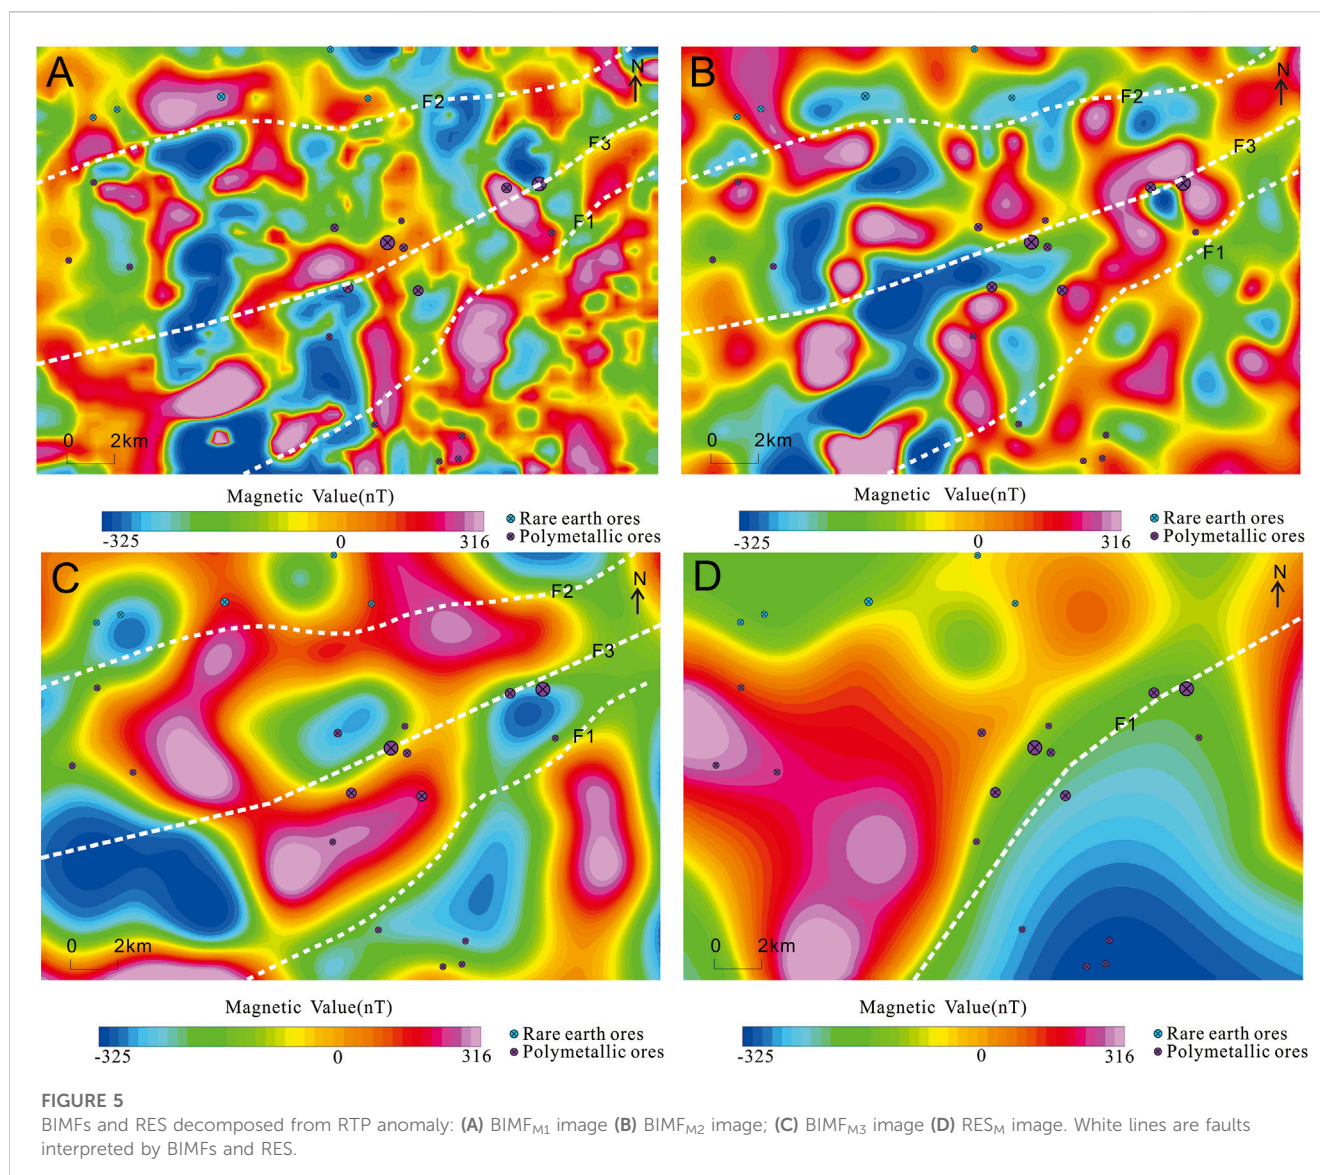 A
N
F2
F3
F1
0 2km
Magnetic Value(nT)
-325 0 316
Rare earth ores
Polymetallic ores
B
N
F2
F3
F1
0 2km
Magnetic Value(nT)
-325 0 316
Rare earth ores
Polymetallic ores
C
N
F2
F3
F1
0 2km
Magnetic Value(nT)
-325 0 316
Rare earth ores
Polymetallic ores
D
N
F1
0 2km
Magnetic Value(nT)
-325 0 316
Rare earth ores
Polymetallic ores
FIGURE 5
BIMFs and RES decomposed from RTP anomaly: (A) BIMFM1 image (B) BIMFM2 image; (C) BIMFM3 image (D) RESM image. White lines are faults
interpreted by BIMFs and RES.